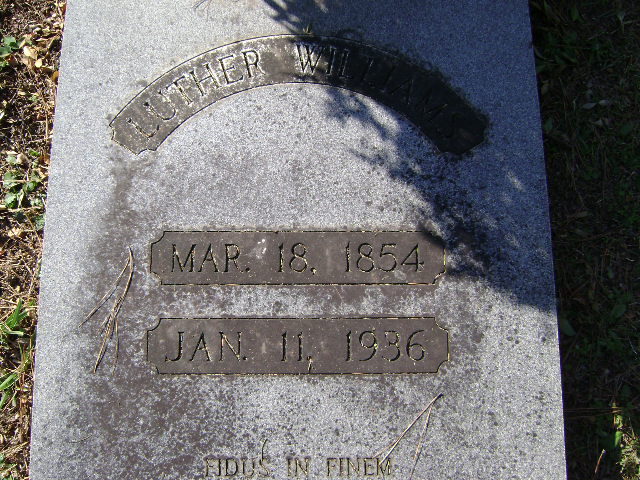 LUTHER WILLIAMS
MAR. 18, 1854
JAN. 11, 1936
FIDUS IN FINEM